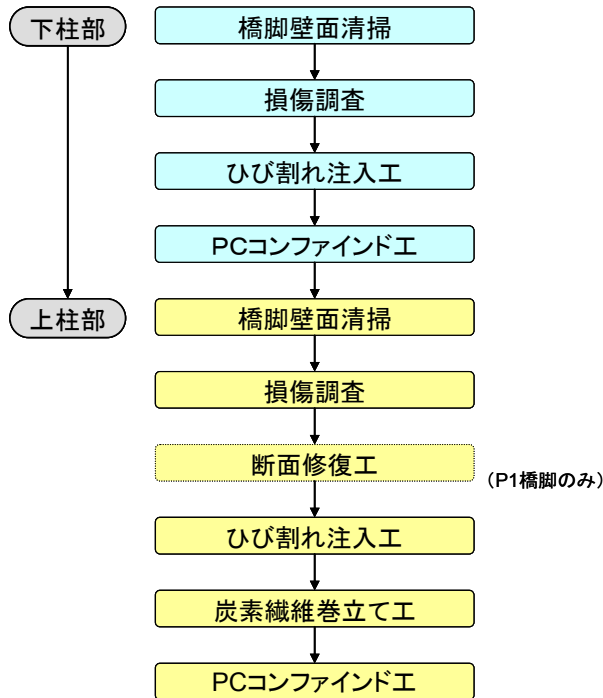 下柱部
橋脚壁面清掃
損傷調査
ひび割れ注入工
PCコンファインド工
上柱部
橋脚壁面清掃
損傷調査
断面修復工
(P1橋脚のみ)
ひび割れ注入工
炭素繊維巻立て工
PCコンファインド工